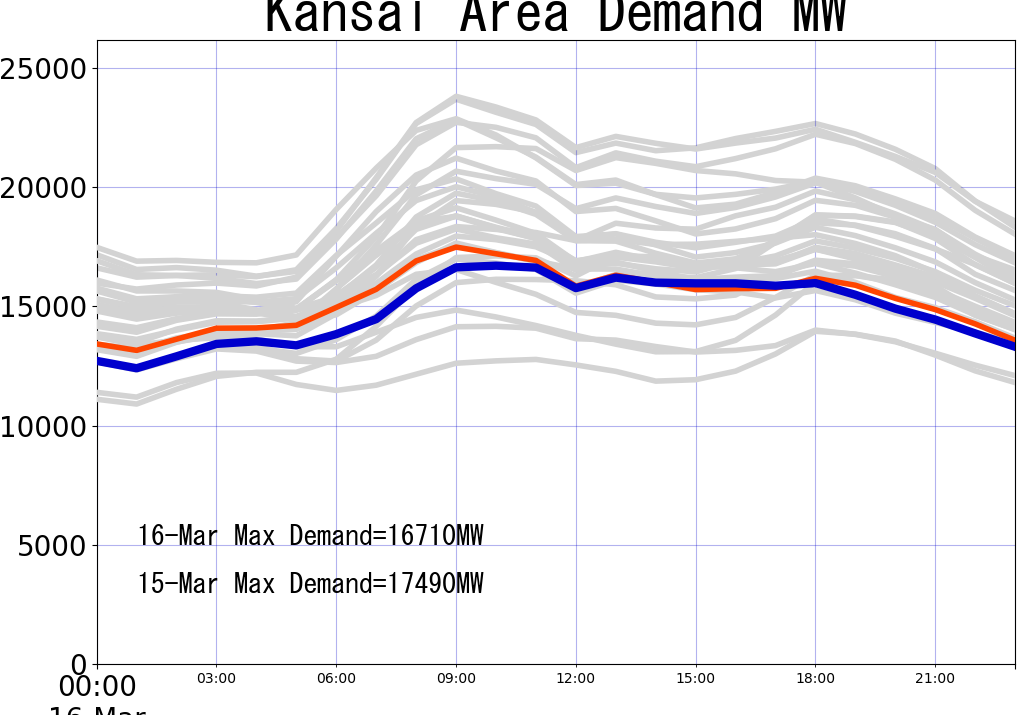 Kansai Area Demand MW
25000
20000
15000
10000
5000
0
16-Mar Max Demand=16710MW
15-Mar Max Demand=17490MW
00:00 03:00 06:00 09:00 12:00 15:00 18:00 21:00
16-Mar